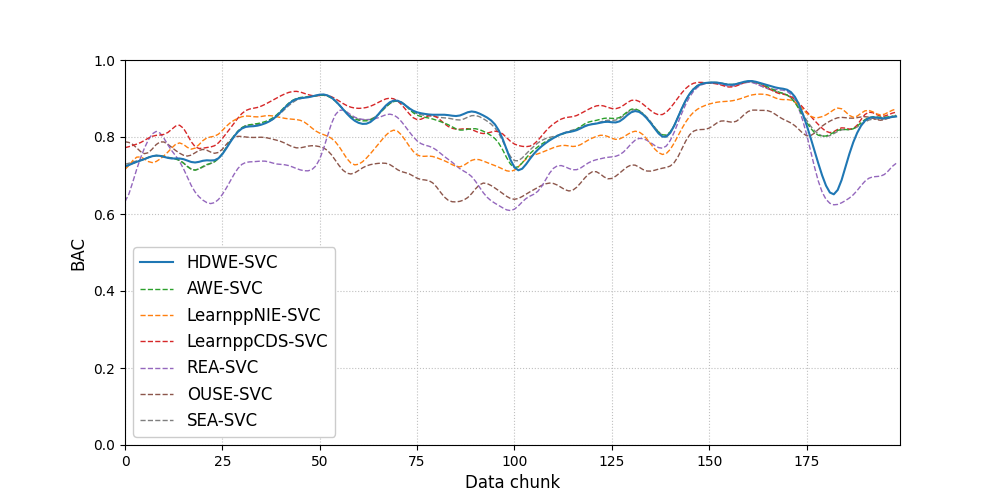 1.0
0.8
0.6
0.4
0.2
0.0
BAC
HDWE-SVC
AWE-SVC
LearnppNIE-SVC
LearnppCDS-SVC
REA-SVC
OUSE-SVC
SEA-SVC
0 25 50 75 100 125 150 175
Data chunk